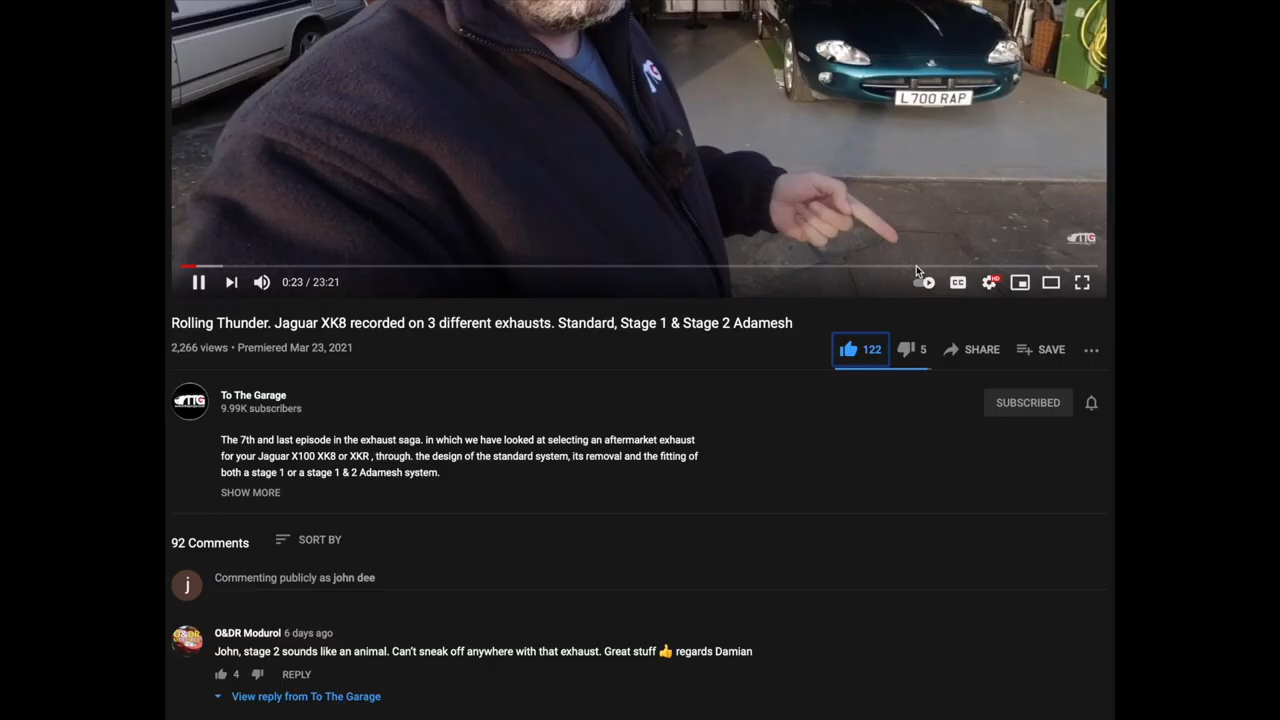 L700 RAP
TTG
0:23 / 23:21
CC
HD
Rolling Thunder. Jaguar XK8 recorded on 3 different exhausts. Standard, Stage 1 & Stage 2 Adamesh
2,266 views • Premiered Mar 23, 2021
122
5
SHARE
SAVE
TTG
To The Garage
9.99K subscribers
SUBSCRIBED
The 7th and last episode in the exhaust saga. in which we have looked at selecting an aftermarket exhaust
for your Jaguar X100 XK8 or XKR , through. the design of the standard system, its removal and the fitting of
both a stage 1 or a stage 1 & 2 Adamesh system.
SHOW MORE
92 Comments
SORT BY
j
Commenting publicly as john dee
O&DR Modurol 6 days ago
John, stage 2 sounds like an animal. Can't sneak off anywhere with that exhaust. Great stuff 👍 regards Damian
4
REPLY
View reply from To The Garage